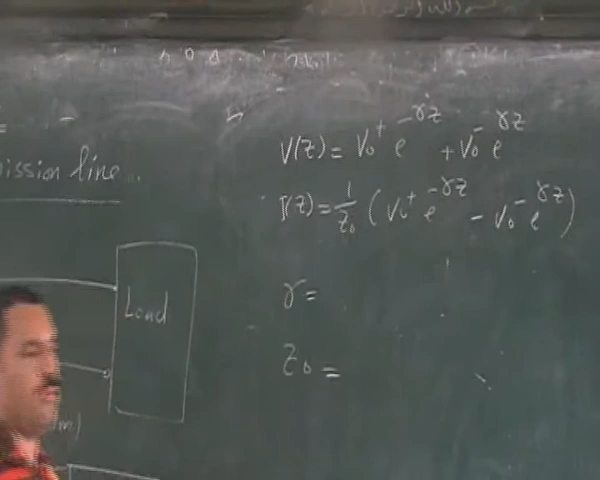 ission line..
V(z) = V₀⁺ e^{-γz} + V₀⁻ e^{γz}
I(z) = 1/Z₀ (V₀⁺ e^{-γz} - V₀⁻ e^{γz})
Load
γ =
Z₀ =
m)